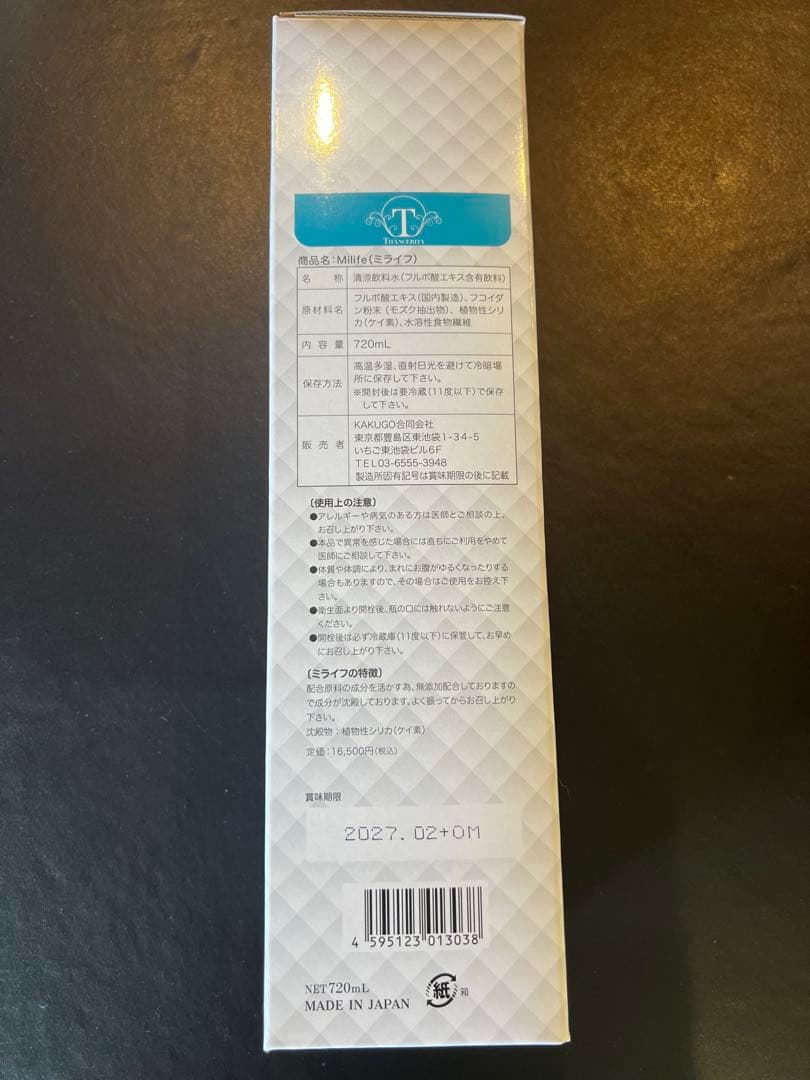 T
THANCERITY
商品名:Milife(ミライフ)
名 称 清涼飲料水(フルボ酸エキス含有飲料)
原材料名 フルボ酸エキス(国内製造)、フコイダ
ン粉末(モズク抽出物)、植物性シリ
カ(ケイ素)、水溶性食物繊維
内容量 720mL
保存方法 高温多湿、直射日光を避けて冷暗場
所に保存して下さい。
※開封後は要冷蔵(11度以下)で保存
して下さい。
販売者 KAKUGO合同会社
東京都豊島区東池袋1-34-5
いちご東池袋ビル6F
TEL03-6555-3948
製造所固有記号は賞味期限の後に記載
〔使用上の注意〕
●アレルギーや病気のある方は医師とご相談の上、
お召し上がり下さい。
●本品で異常を感じた場合には直ちにご利用をやめて
医師にご相談して下さい。
●体質や体調により、まれにお腹がゆるくなったりする
場合もありますので、その場合はご使用をお控え下
さい。
●衛生面より開栓後、瓶の口には触れないようにご注意
ください。
●開栓後は必ず冷蔵庫(11度以下)に保管して、お早め
にお召し上がり下さい。
〔ミライフの特徴〕
配合原料の成分を活かす為、無添加配合しておりますの
で成分が沈殿しております。よく振ってからお召し上がり
下さい。
沈殿物:植物性シリカ(ケイ素)
定価:16,500円(税込)
賞味期限
2027.02+OM
4 595123 013038
NET720mL
MADE IN JAPAN
紙 箱